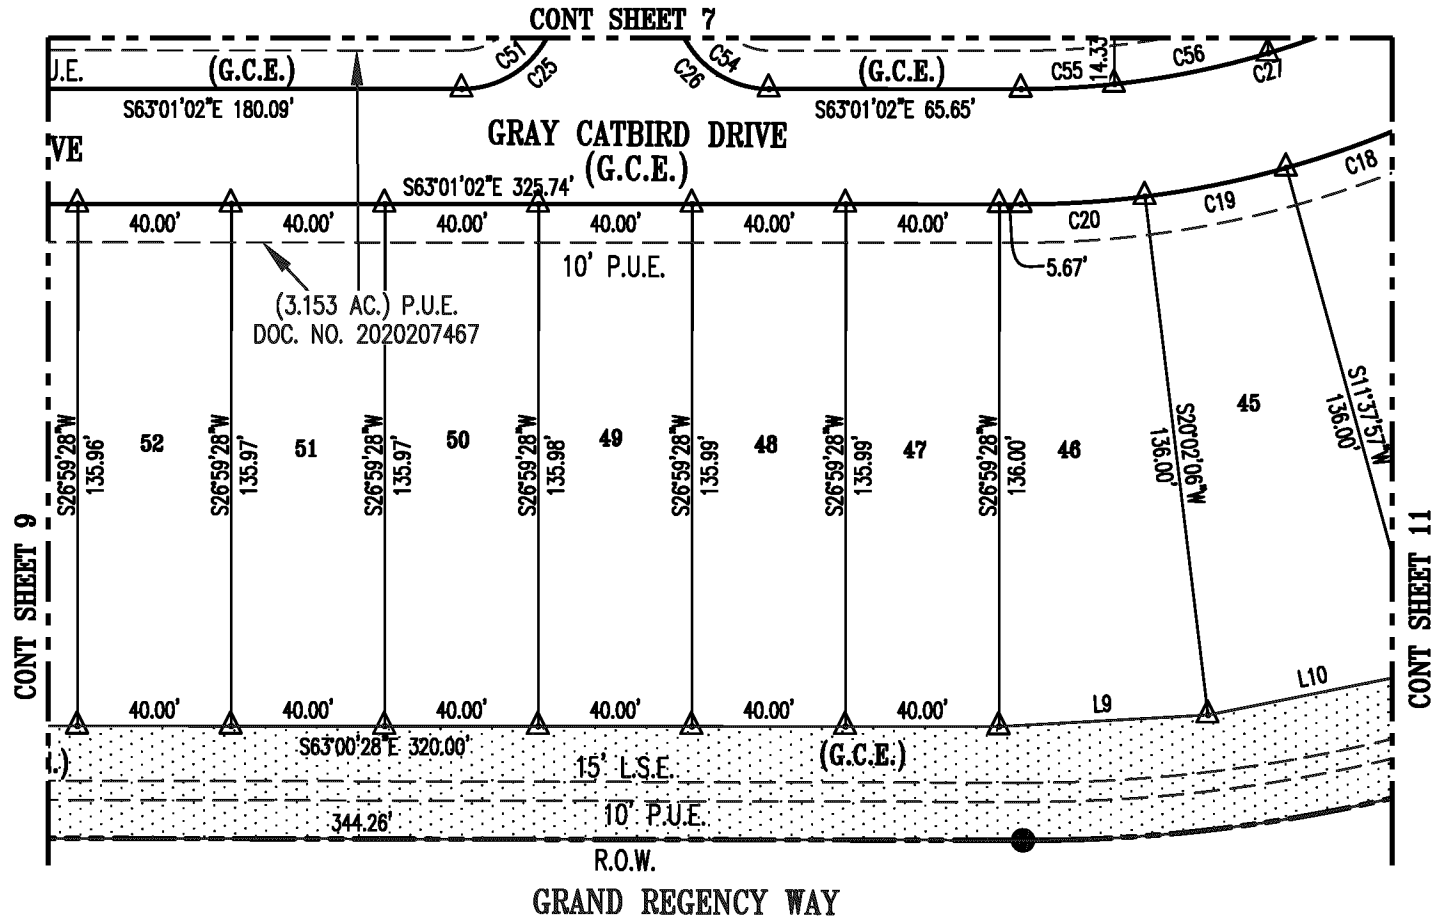 CONT SHEET 7
J.E.
(G.C.E.)
C51
C25
C26
C54
(G.C.E.)
C55
14.33'
C56
C27
S63°01'02"E 180.09'
S63°01'02"E 65.65'
VE
GRAY CATBIRD DRIVE
(G.C.E.)
S63°01'02"E 325.74'
C18
C19
C20
40.00'
40.00'
40.00'
40.00'
40.00'
40.00'
5.67'
10' P.U.E.
(3.153 AC.) P.U.E.
DOC. NO. 2020207467
S26°59'28"W
135.96'
52
S26°59'28"W
135.97'
51
S26°59'28"W
135.97'
50
S26°59'28"W
135.98'
49
S26°59'28"W
135.99'
48
S26°59'28"W
135.99'
47
S26°59'28"W
136.00'
46
S20°02'06"W
136.00'
45
S11°37'57"W
136.00'
CONT SHEET 9
CONT SHEET 11
40.00'
40.00'
40.00'
40.00'
40.00'
40.00'
L9
L10
S63°00'28"E 320.00'
.)
15' L.S.E.
(G.C.E.)
344.26'
10' P.U.E.
R.O.W.
GRAND REGENCY WAY